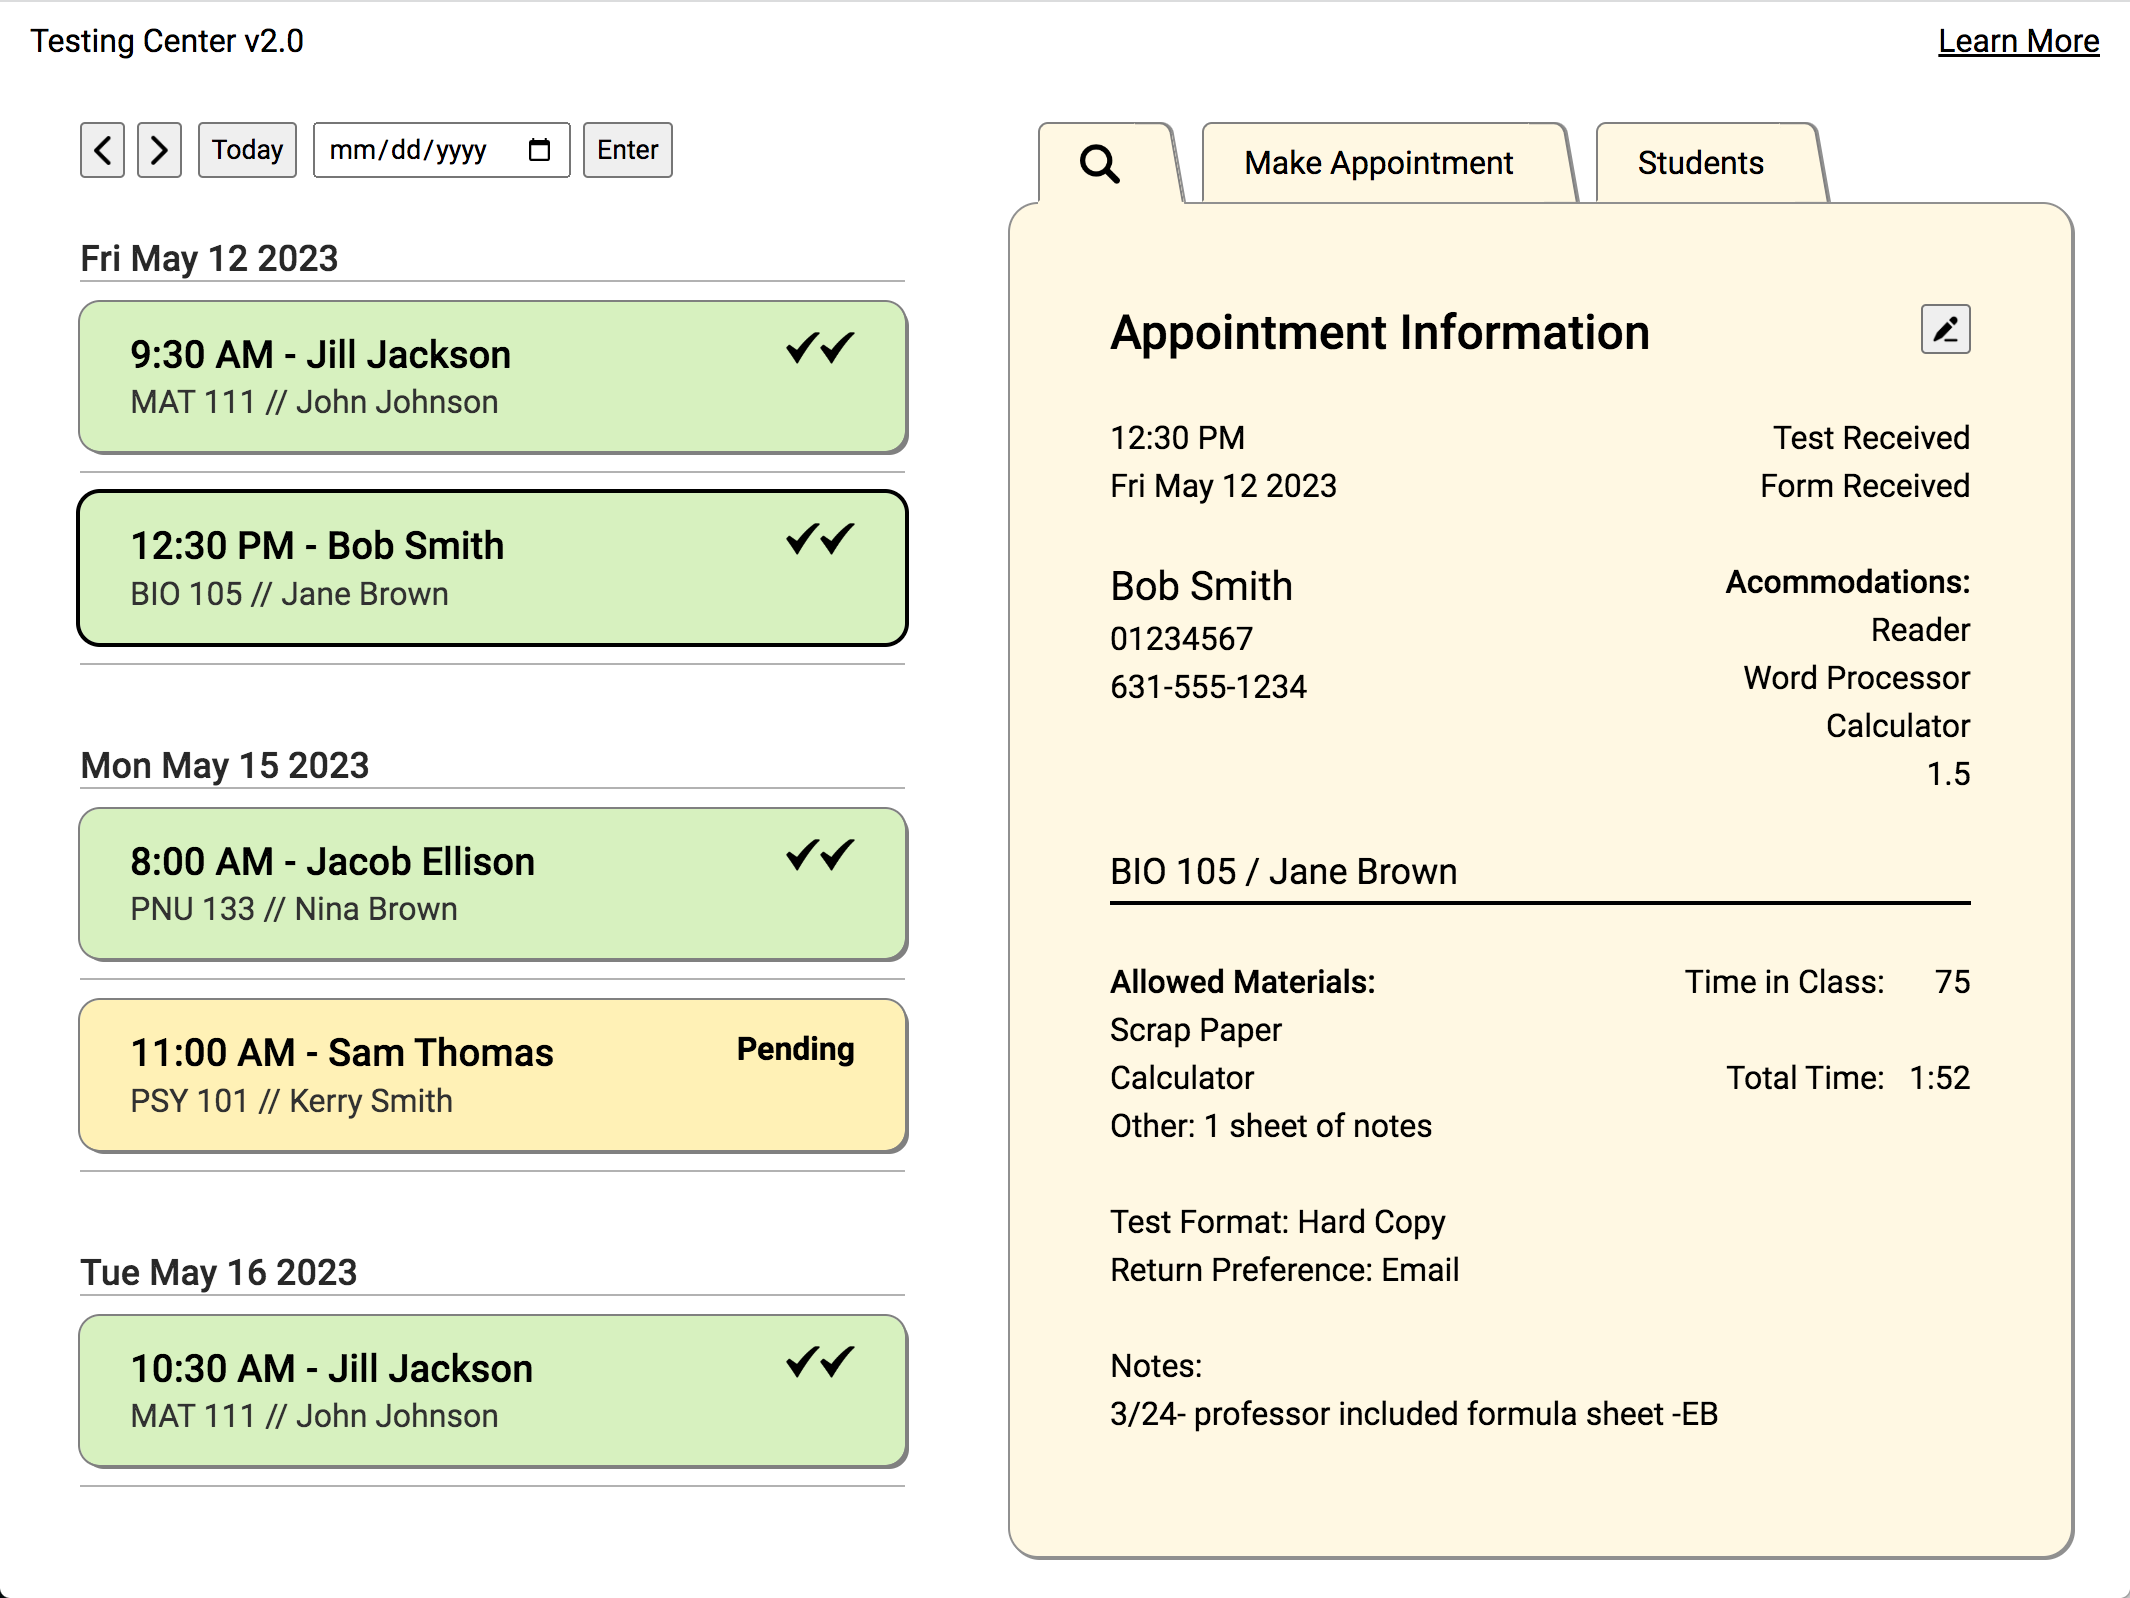 Testing Center v2.0
Learn More
Today
mm/dd/yyyy
Enter
Fri May 12 2023
9:30 AM - Jill Jackson
MAT 111 // John Johnson
12:30 PM - Bob Smith
BIO 105 // Jane Brown
Mon May 15 2023
8:00 AM - Jacob Ellison
PNU 133 // Nina Brown
11:00 AM - Sam Thomas
Pending
PSY 101 // Kerry Smith
Tue May 16 2023
10:30 AM - Jill Jackson
MAT 111 // John Johnson
Make Appointment
Students
Appointment Information
12:30 PM
Test Received
Fri May 12 2023
Form Received
Bob Smith
01234567
631-555-1234
Acommodations:
Reader
Word Processor
Calculator
1.5
BIO 105 / Jane Brown
Allowed Materials:
Scrap Paper
Calculator
Other: 1 sheet of notes
Time in Class: 75
Total Time: 1:52
Test Format: Hard Copy
Return Preference: Email
Notes:
3/24- professor included formula sheet -EB